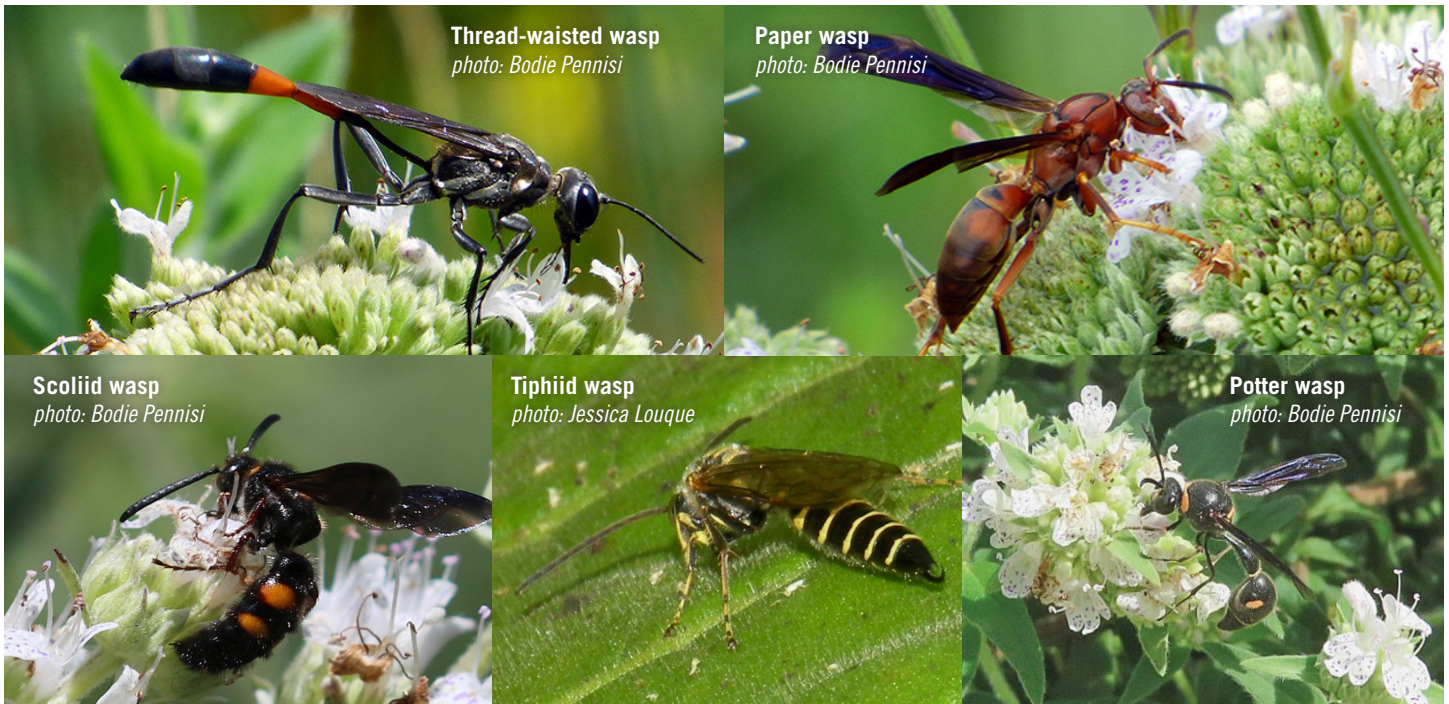 Thread-waisted wasp
photo: Bodie Pennisi
Paper wasp
photo: Bodie Pennisi
Scoliid wasp
photo: Bodie Pennisi
Tiphiid wasp
photo: Jessica Louque
Potter wasp
photo: Bodie Pennisi